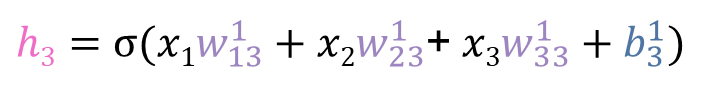 h₃ = σ(x₁w¹₁₃ + x₂w¹₂₃+ x₃w¹₃₃ + b¹₃)